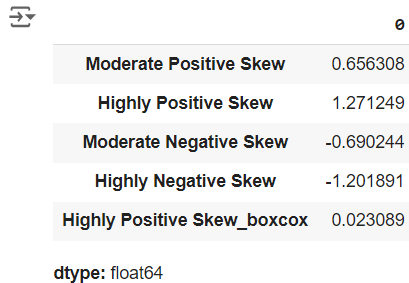 0
Moderate Positive Skew 0.656308
Highly Positive Skew 1.271249
Moderate Negative Skew -0.690244
Highly Negative Skew -1.201891
Highly Positive Skew_boxcox 0.023089
dtype: float64